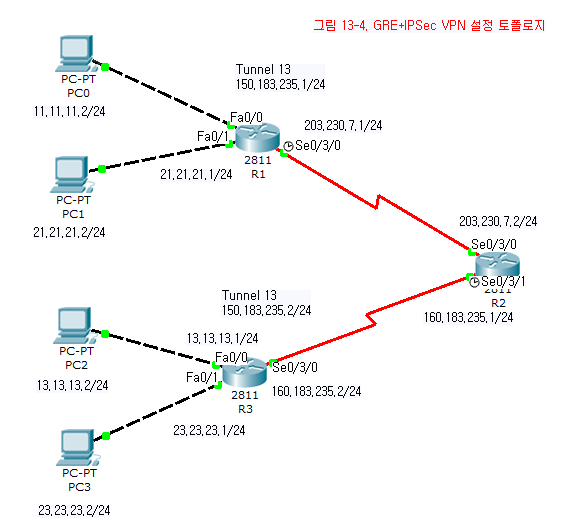 그림 13-4, GRE+IPSec VPN 설정 토폴로지
PC-PT
PC0
11,11,11,2/24
Tunnel 13
150,183,235,1/24
Fa0/0
Fa0/1
203,230,7,1/24
Se0/3/0
2811
R1
21,21,21,1/24
PC-PT
PC1
21,21,21,2/24
203,230,7,2/24
Se0/3/0
Se0/3/1
2811
R2
160,183,235,1/24
Tunnel 13
150,183,235,2/24
13,13,13,1/24
Fa0/0
Fa0/1
Se0/3/0
160,183,235,2/24
2811
R3
PC-PT
PC2
13,13,13,2/24
23,23,23,1/24
PC-PT
PC3
23,23,23,2/24